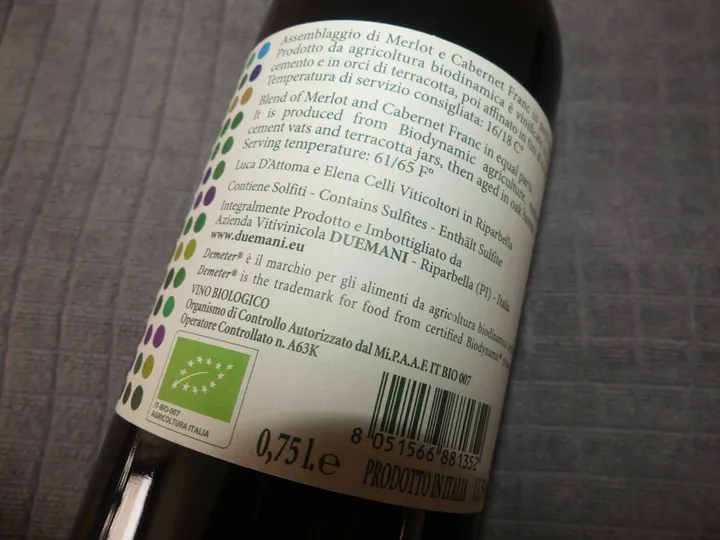 Assemblaggio di Merlot e Cabernet Franc in
Prodotto da agricoltura biodinamica è
cemento e in orci di terracotta, poi affinato in
Temperatura di servizio consigliata: 16/18 C°
Blend of Merlot and Cabernet Franc in equal parts.
It is produced from Biodynamic agriculture,
cement vats and terracotta jars, then aged in oak
Serving temperature: 61/65 F°
Luca D'Attoma e Elena Celli Viticoltori in Riparbella
Contiene Solfiti - Contains Sulfites - Enthält Sulfite
Integralmente Prodotto e Imbottigliato da
Azienda Vitivinicola DUEMANI - Riparbella (PI) - Italia
www.duemani.eu
Demeter® è il marchio per gli alimenti da agricoltura biodinamica
Demeter® is the trademark for food from certified Biodynamic®
VINO BIOLOGICO
Organismo di Controllo Autorizzato dal Mi.P.A.A.F. IT BIO 007
Operatore Controllato n. A63K
IT-BIO-007
AGRICOLTURA ITALIA
0,75 l. ℮
8 051566 881352
PRODOTTO IN ITALIA